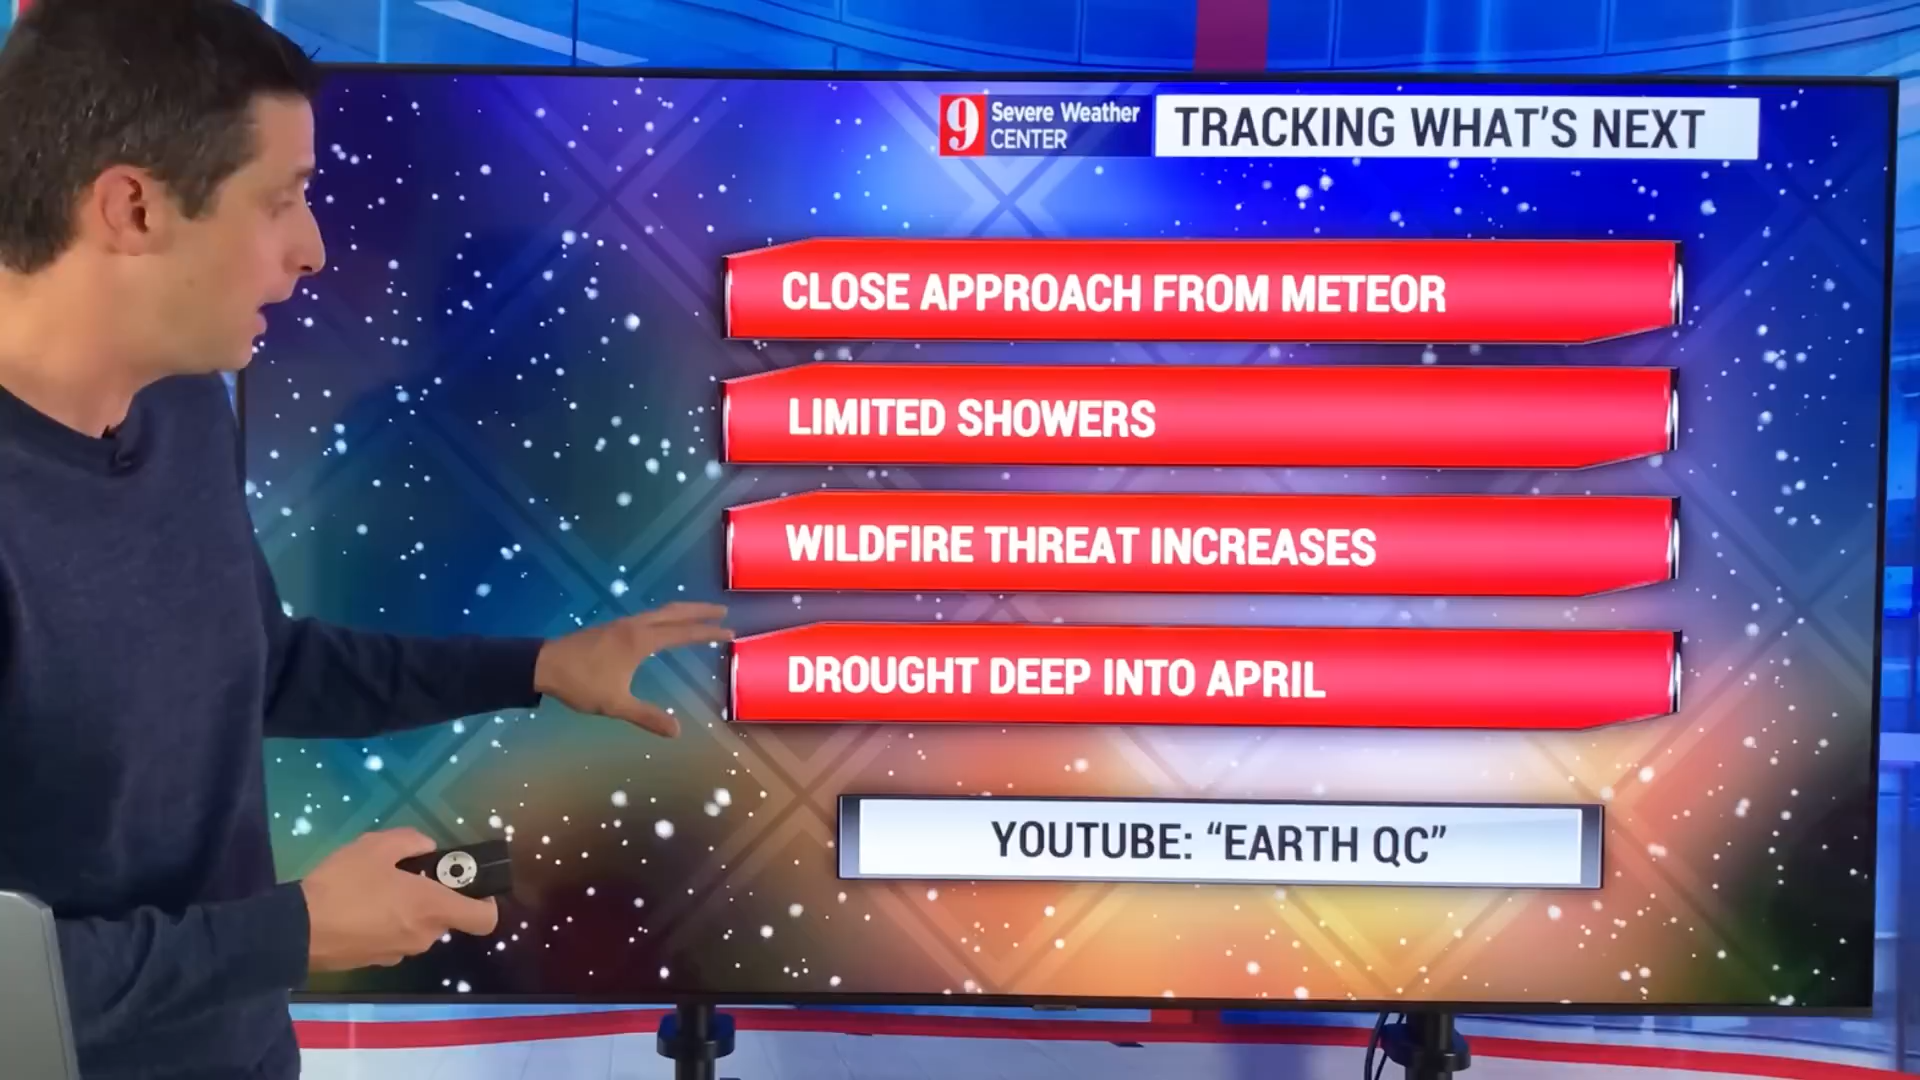 9 Severe Weather
CENTER
TRACKING WHAT'S NEXT
CLOSE APPROACH FROM METEOR
LIMITED SHOWERS
WILDFIRE THREAT INCREASES
DROUGHT DEEP INTO APRIL
YOUTUBE: “EARTH QC”